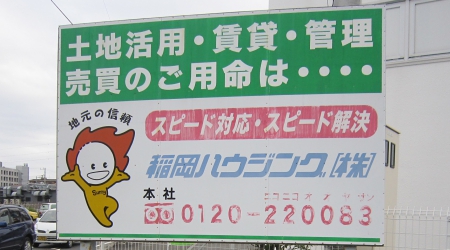 土地活用・賃貸・管理
売買のご用命は・・・・
地元の信頼
スピード対応・スピード解決
稲岡ハウジング[株]
本社
0120-220083